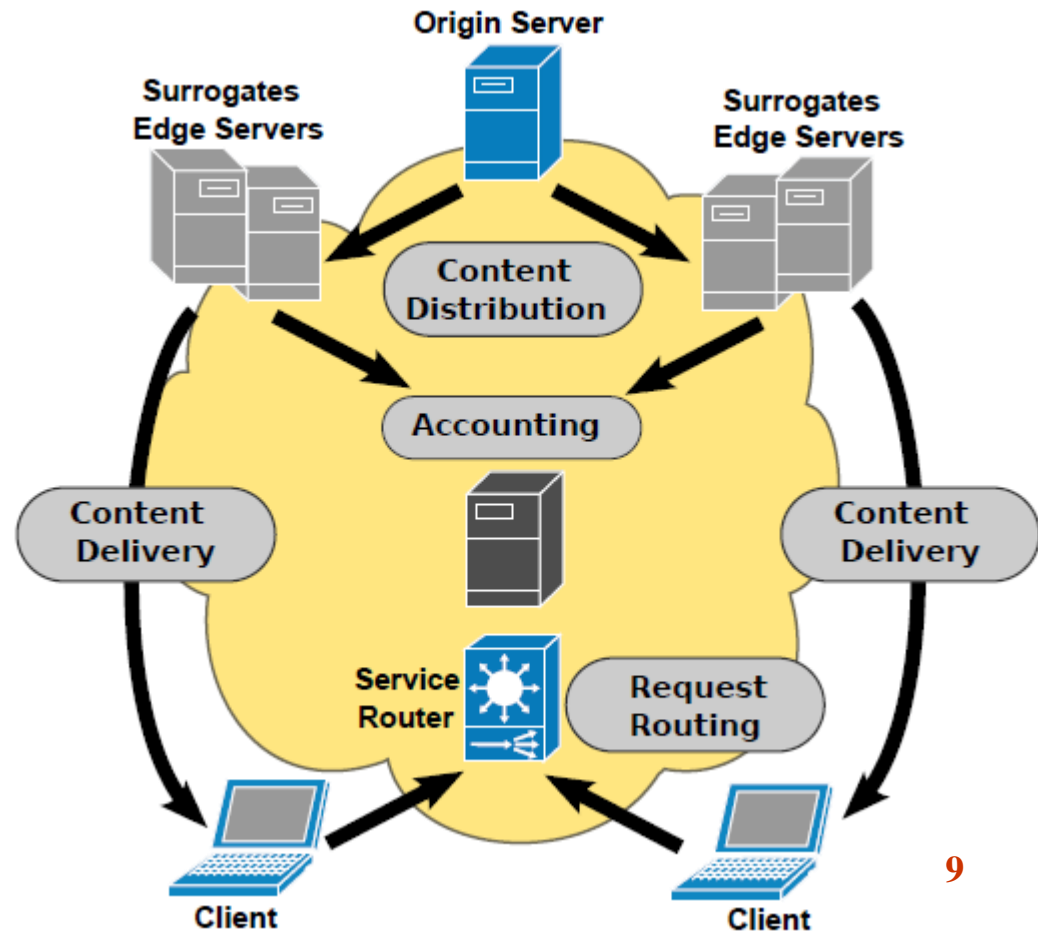 Origin Server
Surrogates
Edge Servers
Surrogates
Edge Servers
Content
Distribution
Accounting
Content
Delivery
Content
Delivery
Service
Router
Request
Routing
Client
Client
9